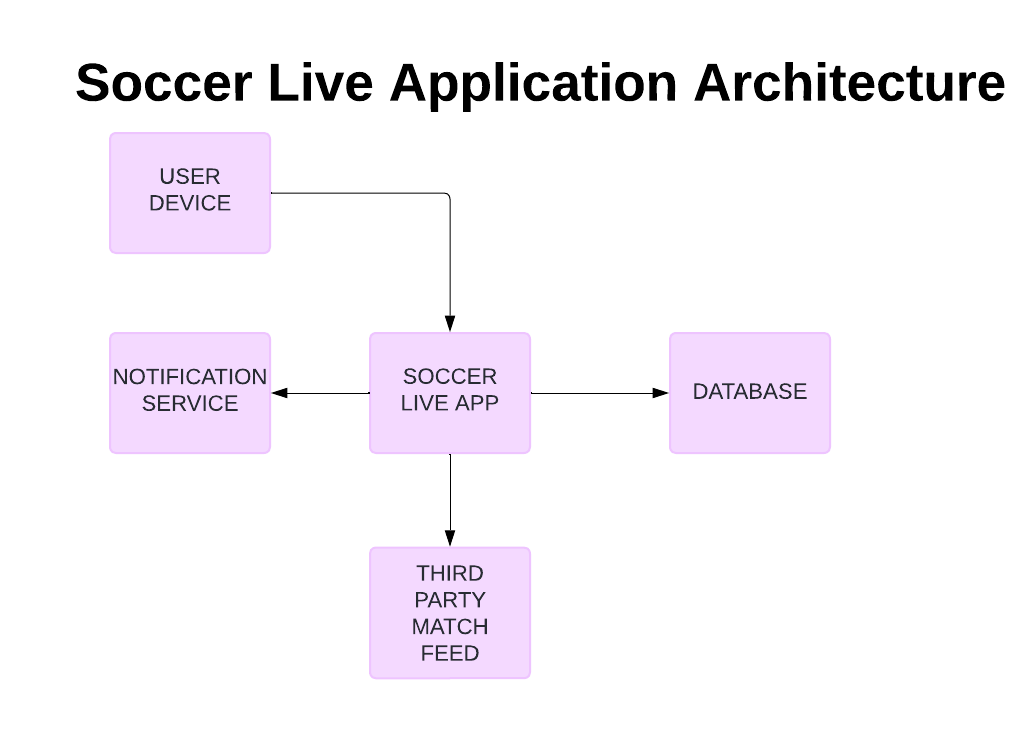 Soccer Live Application Architecture
USER
DEVICE
NOTIFICATION
SERVICE
SOCCER
LIVE APP
DATABASE
THIRD
PARTY
MATCH
FEED